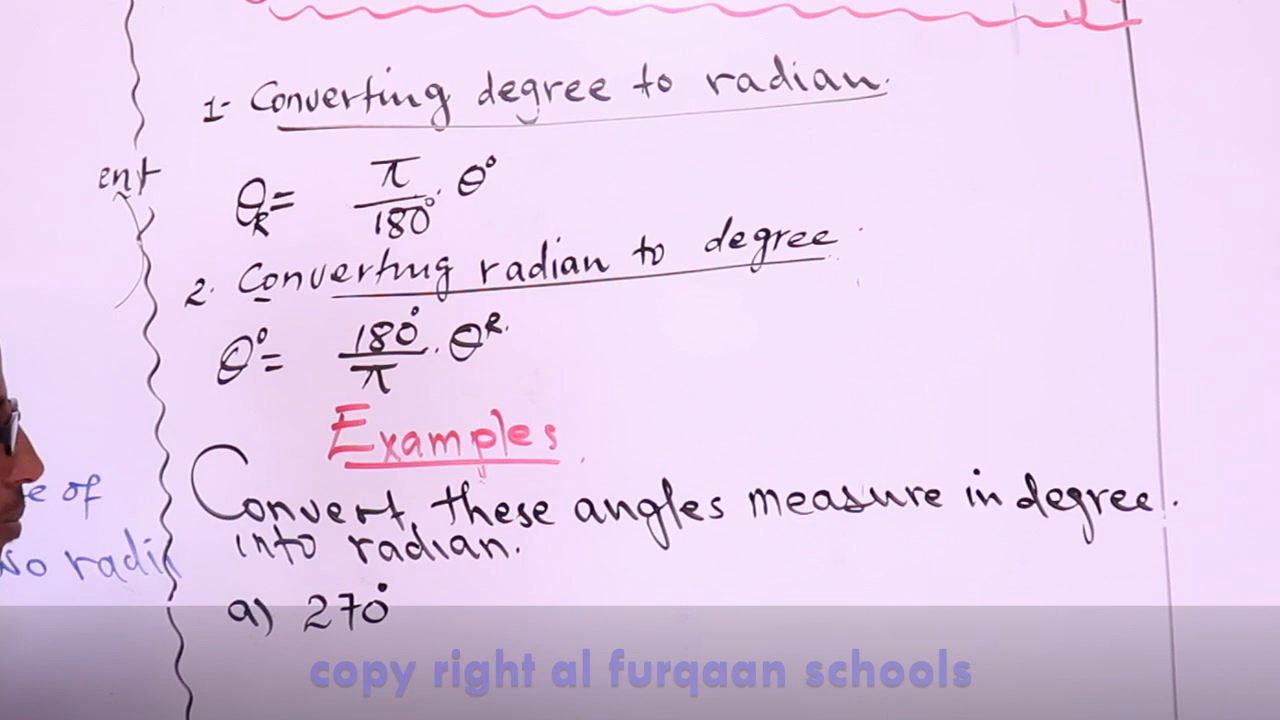 1- Converting degree to radian.
ent
θR = π/180° . θ°
2. Converting radian to degree.
θ° = 180°/π . θR.
Examples.
Convert, these angles measure in degree.
into radian.
e of
so radi
a) 270°
copy right al furqaan schools